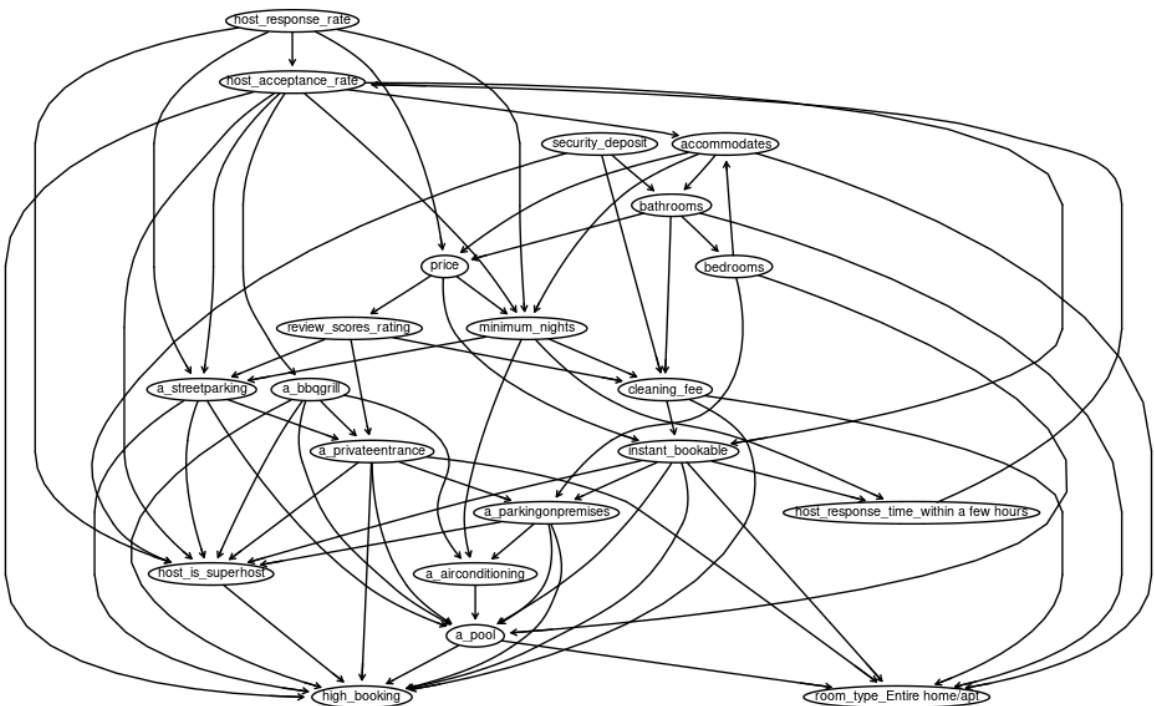 host_response_rate
host_acceptance_rate
security_deposit
accommodates
bathrooms
price
bedrooms
review_scores_rating
minimum_nights
a_streetparking
a_bbqgrill
cleaning_fee
a_privateentrance
instant_bookable
a_parkingonpremises
host_response_time_within a few hours
host_is_superhost
a_airconditioning
a_pool
high_booking
room_type_Entire home/apt